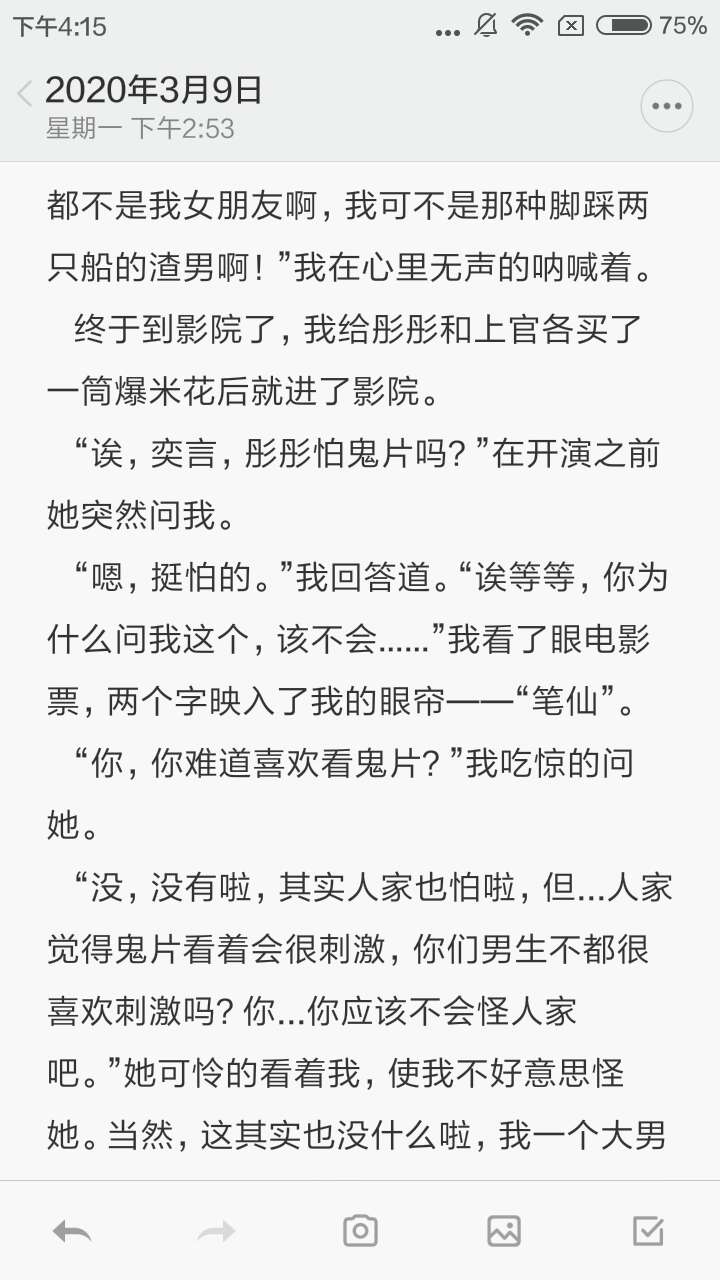 下午4:15
75%
2020年3月9日
星期一 下午2:53
都不是我女朋友啊，我可不是那种脚踩两
只船的渣男啊！”我在心里无声的呐喊着。
终于到影院了，我给彤彤和上官各买了
一筒爆米花后就进了影院。
“诶，奕言，彤彤怕鬼片吗？”在开演之前
她突然问我。
“嗯，挺怕的。”我回答道。“诶等等，你为
什么问我这个，该不会......”我看了眼电影
票，两个字映入了我的眼帘——“笔仙”。
“你，你难道喜欢看鬼片？”我吃惊的问
她。
“没，没有啦，其实人家也怕啦，但...人家
觉得鬼片看着会很刺激，你们男生不都很
喜欢刺激吗？你...你应该不会怪人家
吧。”她可怜的看着我，使我不好意思怪
她。当然，这其实也没什么啦，我一个大男